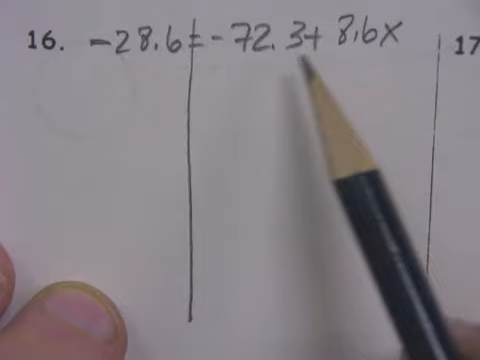 16. -28.6 = -72.3 + 8.6x
17